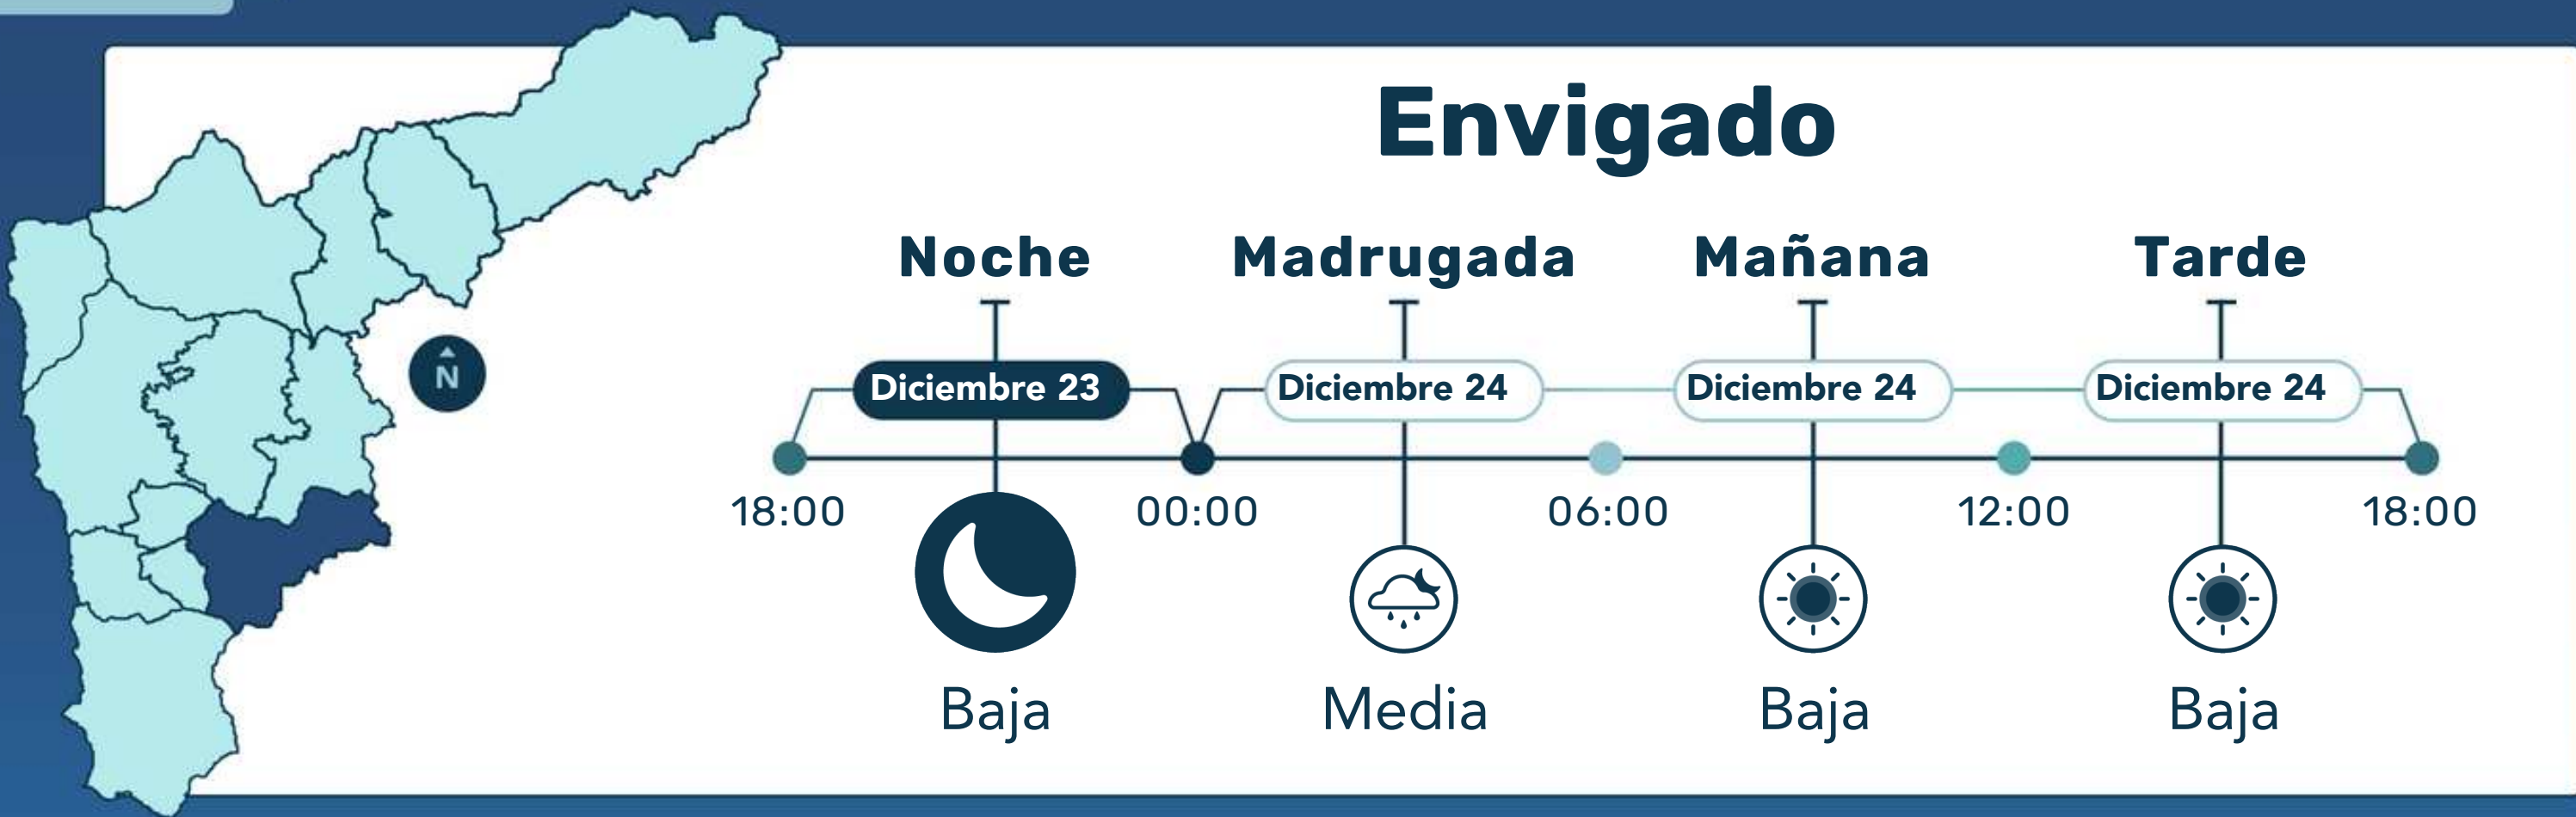 Envigado
Noche Madrugada Mañana Tarde
N
Diciembre 23 Diciembre 24 Diciembre 24 Diciembre 24
18:00 00:00 06:00 12:00 18:00
Baja Media Baja Baja